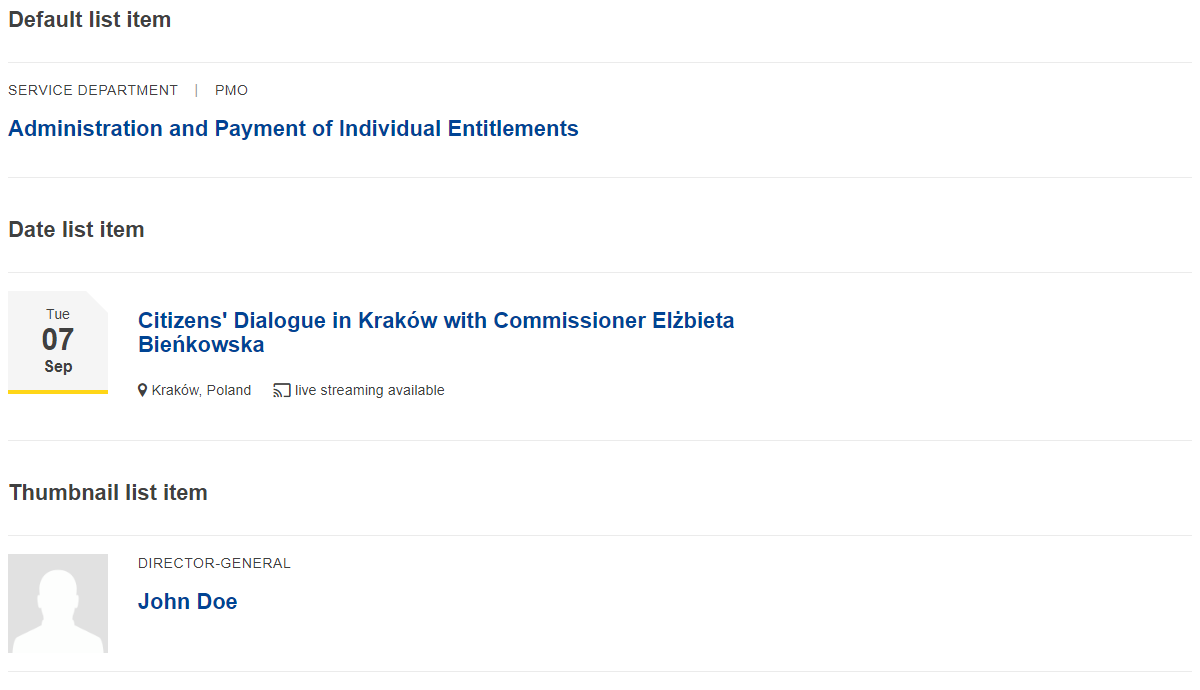 Default list item
SERVICE DEPARTMENT | PMO
Administration and Payment of Individual Entitlements
Date list item
Tue
07
Sep
Citizens' Dialogue in Kraków with Commissioner Elżbieta
Bieńkowska
Kraków, Poland live streaming available
Thumbnail list item
DIRECTOR-GENERAL
John Doe